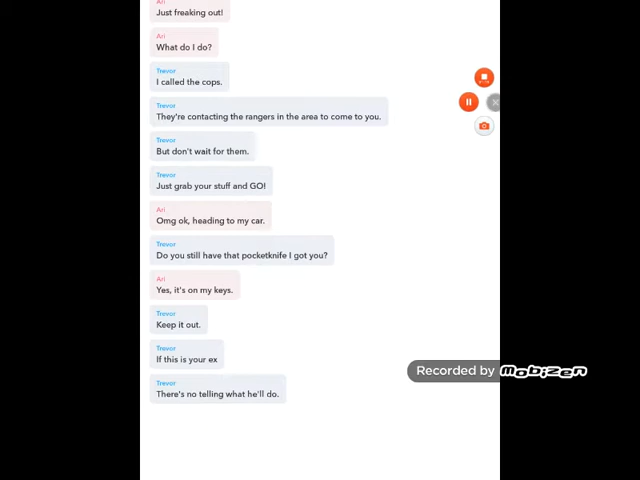 Just freaking out!
Ari
What do I do?
Trevor
I called the cops.
Trevor
They're contacting the rangers in the area to come to you.
Trevor
But don't wait for them.
Trevor
Just grab your stuff and GO!
Ari
Omg ok, heading to my car.
Trevor
Do you still have that pocketknife I got you?
Ari
Yes, it's on my keys.
Trevor
Keep it out.
Trevor
If this is your ex
Recorded by Mobizen
Trevor
There's no telling what he'll do.